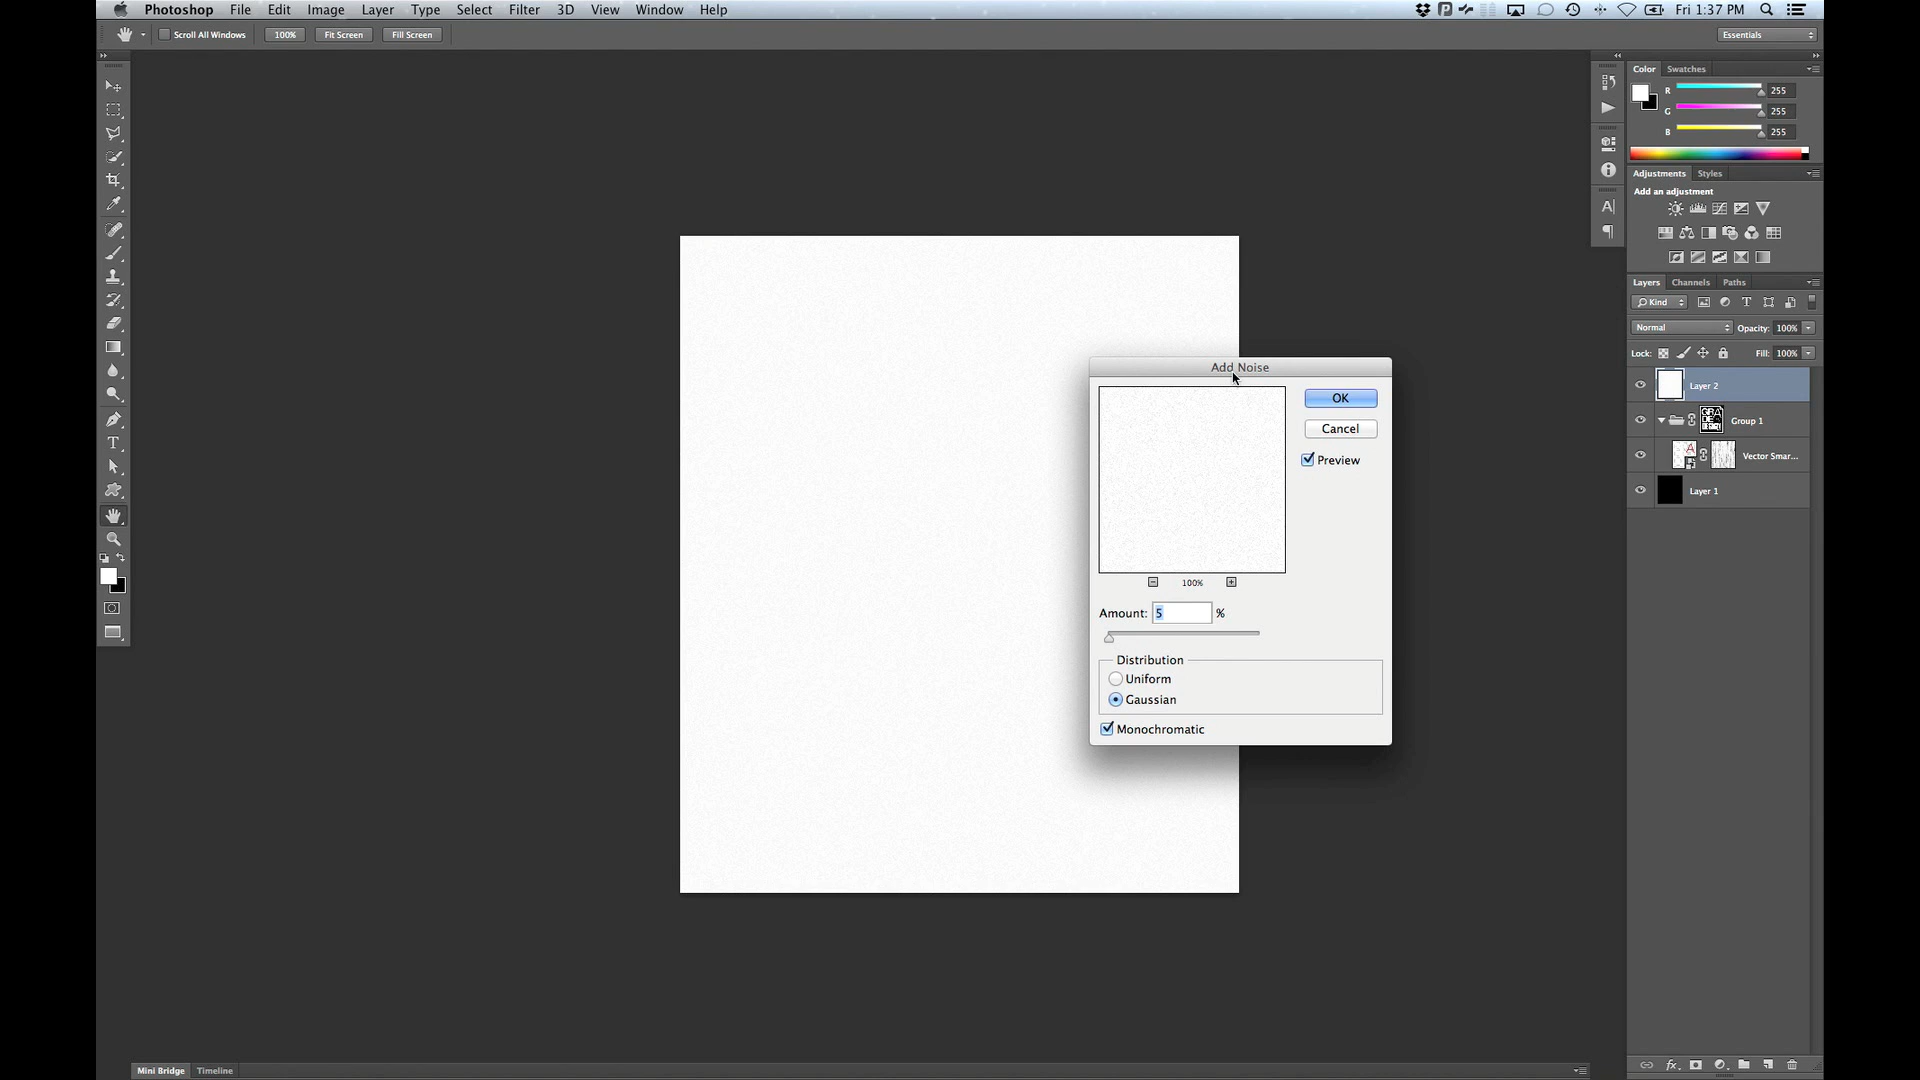 Photoshop File Edit Image Layer Type Select Filter 3D View Window Help Fri 1:37 PM
Scroll All Windows 100% Fit Screen Fill Screen Essentials
Color Swatches
R 255
G 255
B 255
Adjustments Styles
Add an adjustment
Layers Channels Paths
Kind
Normal Opacity: 100%
Lock: Fill: 100%
Layer 2
Group 1
Vector Smar...
Layer 1
Add Noise
OK
Cancel
Preview
100%
Amount: 5 %
Distribution
Uniform
Gaussian
Monochromatic
Mini Bridge Timeline